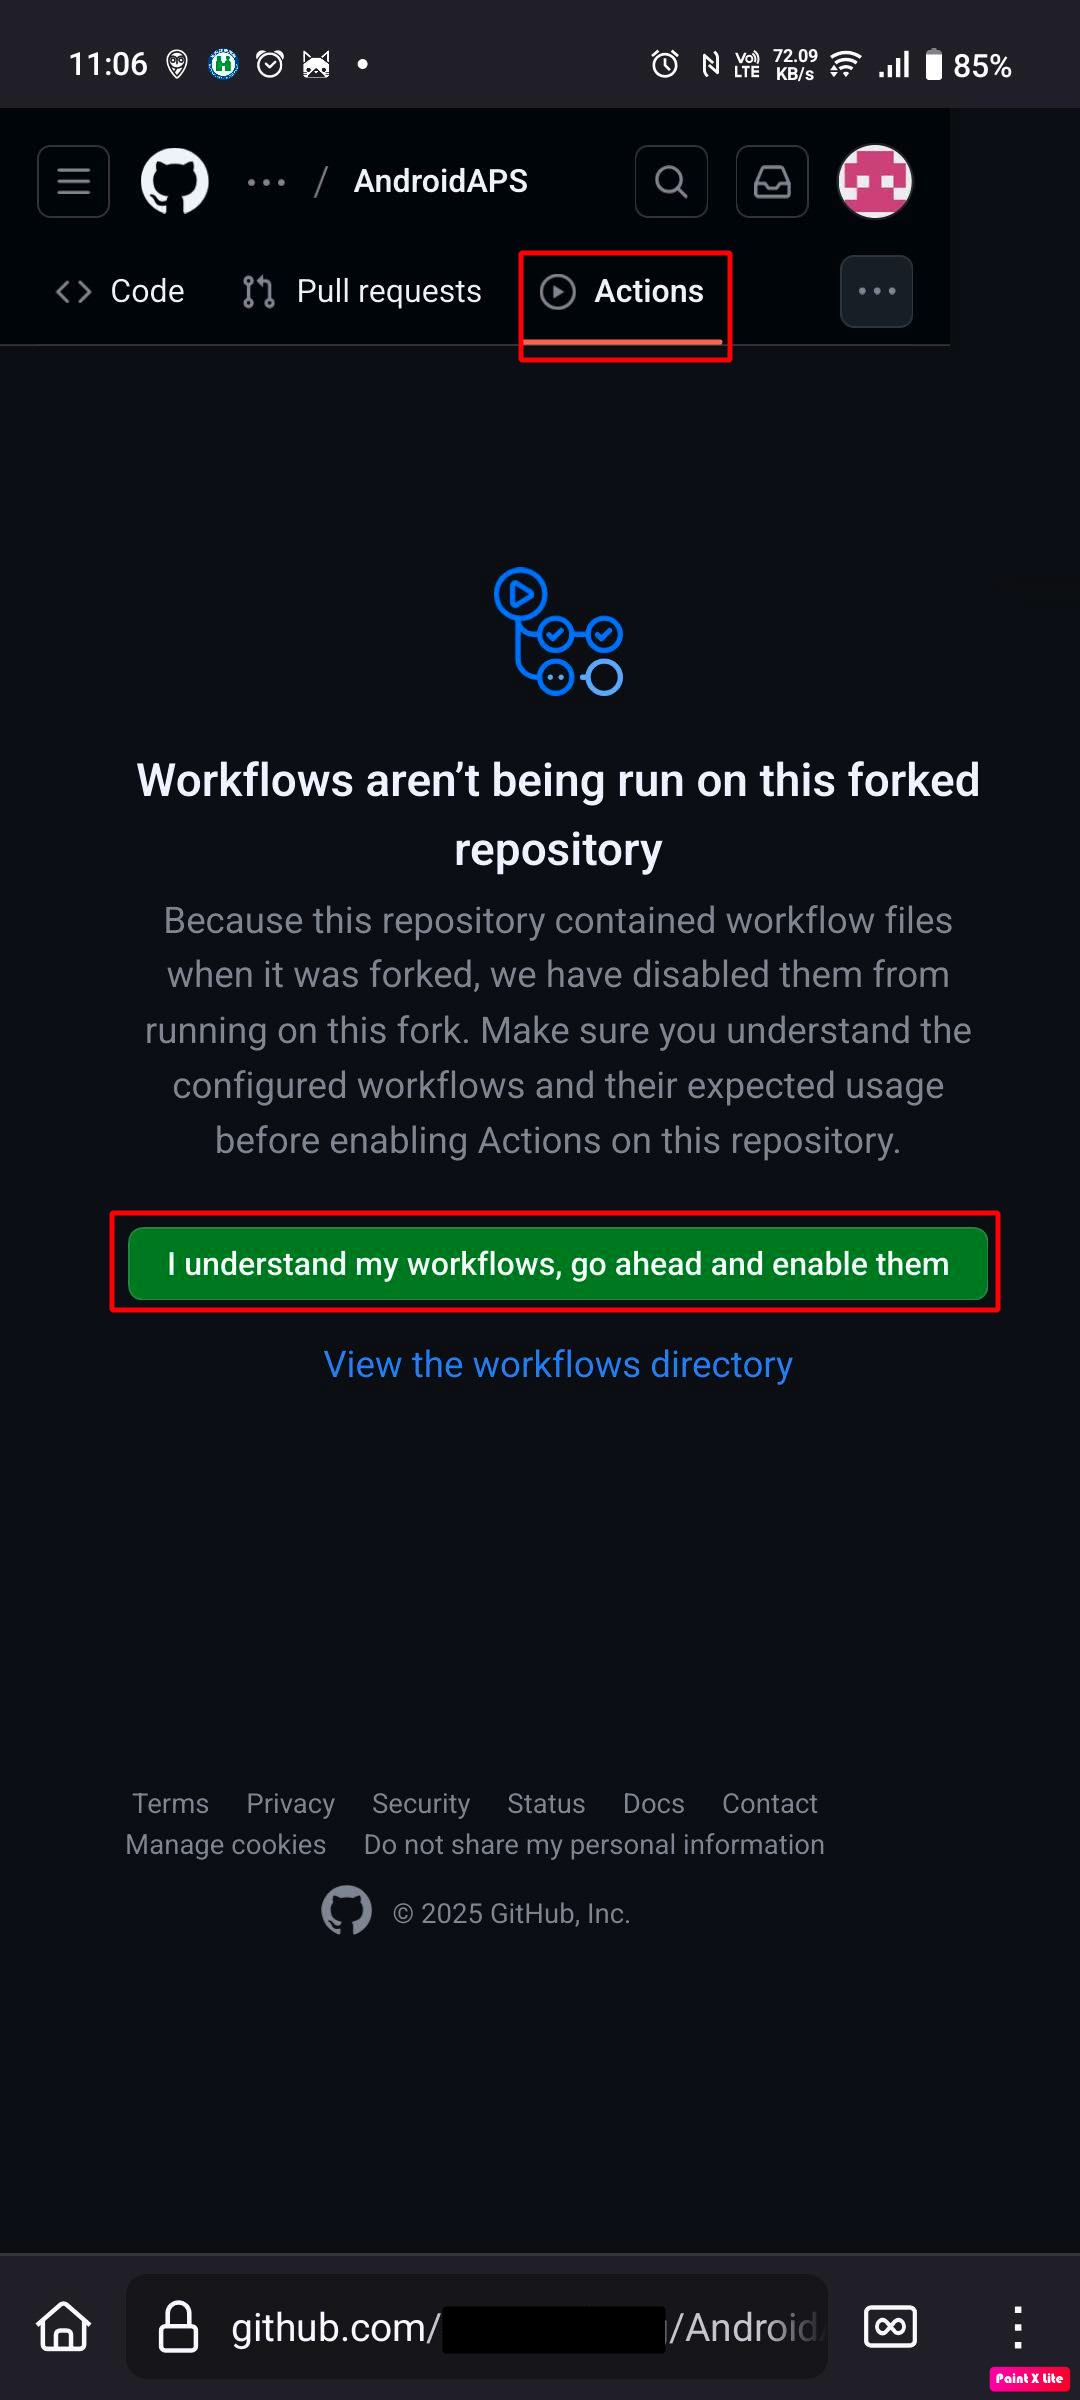 11:06
Vo) LTE
72.09 KB/s
85%
... / AndroidAPS
Code
Pull requests
Actions
...
Workflows aren’t being run on this forked
repository
Because this repository contained workflow files
when it was forked, we have disabled them from
running on this fork. Make sure you understand the
configured workflows and their expected usage
before enabling Actions on this repository.
I understand my workflows, go ahead and enable them
View the workflows directory
Terms Privacy Security Status Docs Contact
Manage cookies Do not share my personal information
© 2025 GitHub, Inc.
github.com/ /Android/
Paint X Lite